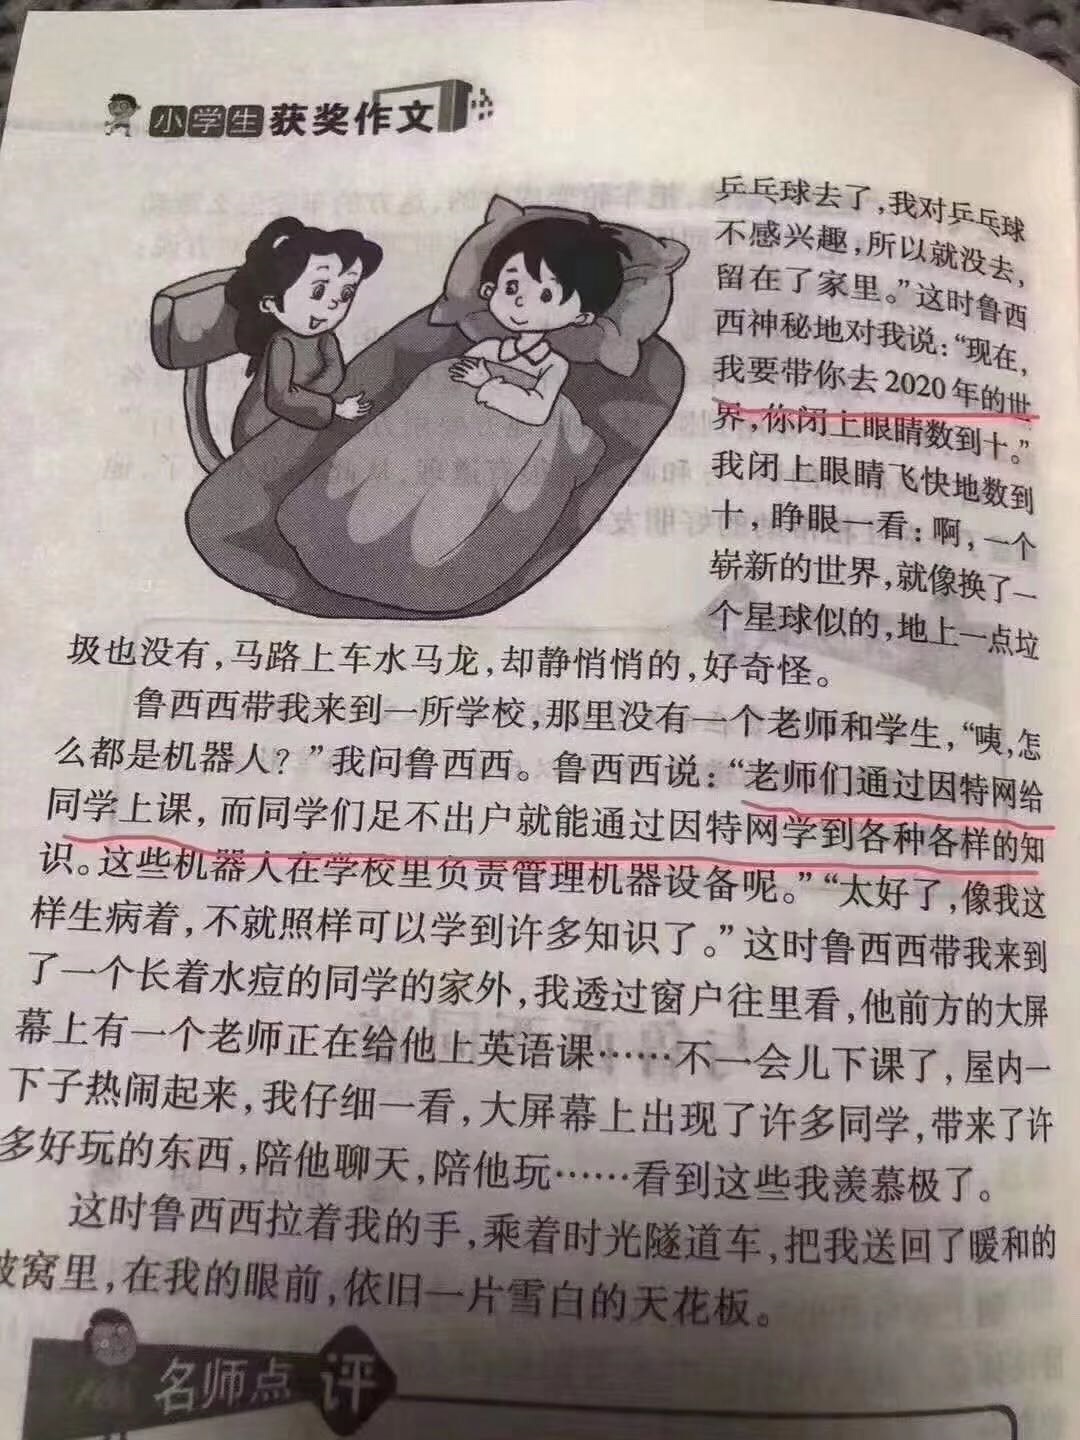 小学生获奖作文
乒乓球去了，我对乒乓球
不感兴趣，所以就没去，
留在了家里。”这时鲁西
西神秘地对我说：“现在，
我要带你去2020年的世
界，你闭上眼睛数到十。”
我闭上眼睛飞快地数到
十，睁眼一看：啊，一个
崭新的世界，就像换了一
个星球似的，地上一点垃
圾也没有，马路上车水马龙，却静悄悄的，好奇怪。
鲁西西带我来到一所学校，那里没有一个老师和学生，“咦，怎
么都是机器人？”我问鲁西西。鲁西西说：“老师们通过因特网给
同学上课，而同学们足不出户就能通过因特网学到各种各样的知
识。这些机器人在学校里负责管理机器设备呢。”“太好了，像我这
样生病着，不就照样可以学到许多知识了。”这时鲁西西带我来到
了一个长着水痘的同学的家外，我透过窗户往里看，他前方的大屏
幕上有一个老师正在给他上英语课……不一会儿下课了，屋内一
下子热闹起来，我仔细一看，大屏幕上出现了许多同学，带来了许
多好玩的东西，陪他聊天，陪他玩……看到这些我羡慕极了。
这时鲁西西拉着我的手，乘着时光隧道车，把我送回了暖和的
被窝里，在我的眼前，依旧一片雪白的天花板。
名师点评